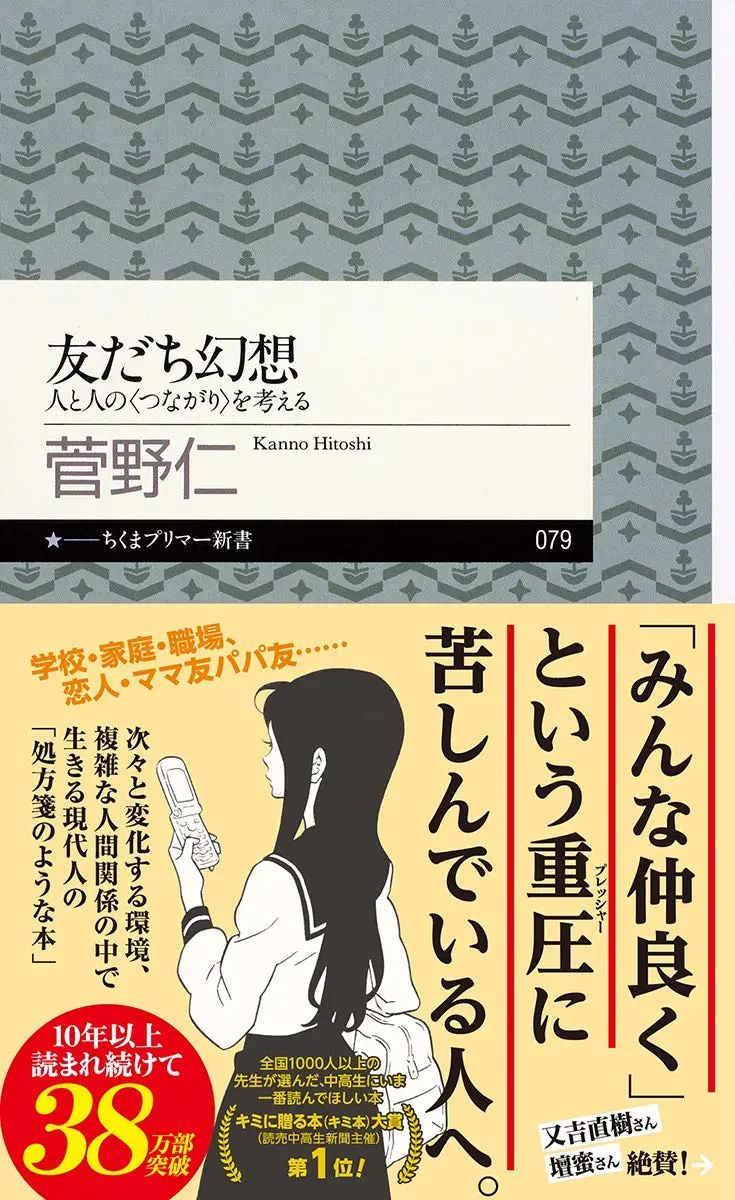 友だち幻想
人と人の〈つながり〉を考える
菅野仁
Kanno Hitoshi
★──ちくまプリマー新書
079
「みんな仲良く」
という重圧に
プレッシャー
苦しんでいる人へ。
学校・家庭・職場、
恋人・ママ友パパ友……
次々と変化する環境、
複雑な人間関係の中で
生きる現代人の
「処方箋のような本」
10年以上
読まれ続けて
38万部
突破
全国1000人以上の
先生が選んだ、中高生にいま
一番読んでほしい本
キミに贈る本(キミ本)大賞
(読売中高生新聞主催)
第1位!
又吉直樹さん
壇蜜さん 絶賛!→